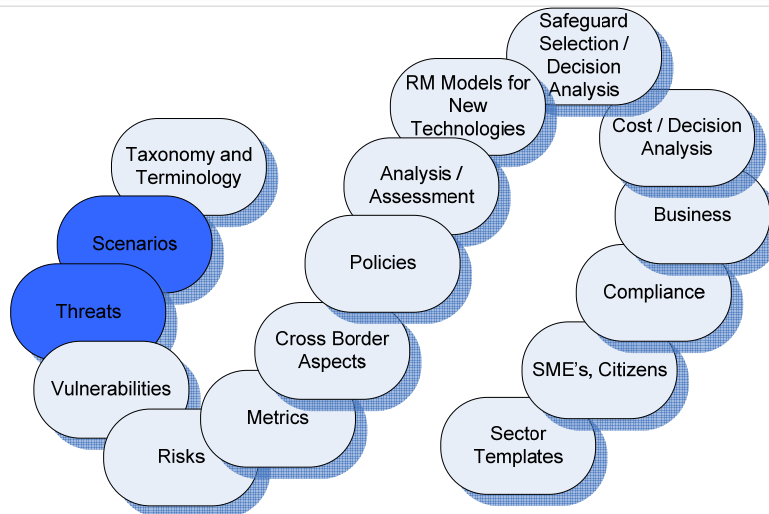 Taxonomy and
Terminology
Scenarios
Threats
Vulnerabilities
Risks
Metrics
Cross Border
Aspects
Policies
Analysis /
Assessment
RM Models for
New
Technologies
Safeguard
Selection /
Decision
Analysis
Cost / Decision
Analysis
Business
Compliance
SME's, Citizens
Sector
Templates